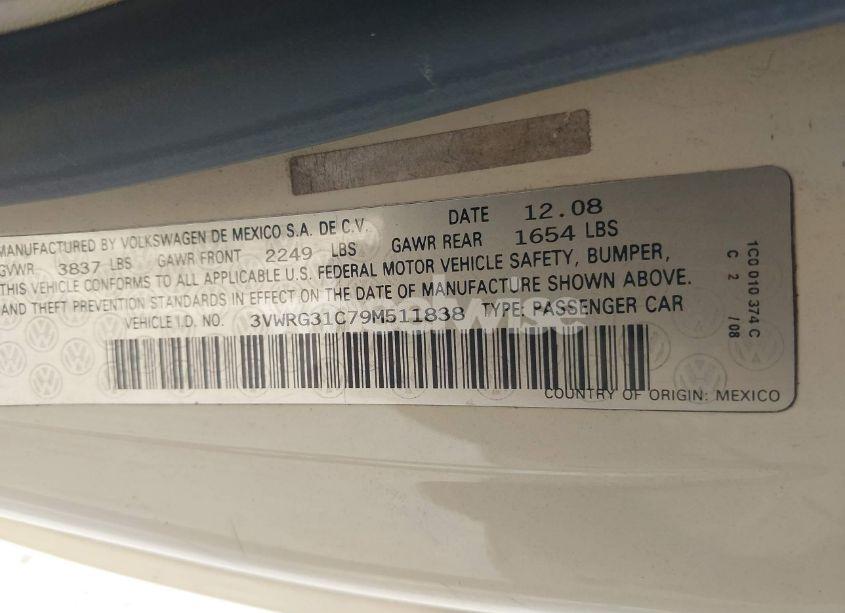 MANUFACTURED BY VOLKSWAGEN DE MEXICO S.A. DE C.V. DATE 12.08
GVWR 3837 LBS GAWR FRONT 2249 LBS GAWR REAR 1654 LBS
THIS VEHICLE CONFORMS TO ALL APPLICABLE U.S. FEDERAL MOTOR VEHICLE SAFETY, BUMPER,
AND THEFT PREVENTION STANDARDS IN EFFECT ON THE DATE OF MANUFACTURE SHOWN ABOVE.
VEHICLE I.D. NO. 3VWRG31C79M511838 TYPE: PASSENGER CAR
COUNTRY OF ORIGIN: MEXICO
1C0 010 374 C
C 2 /08